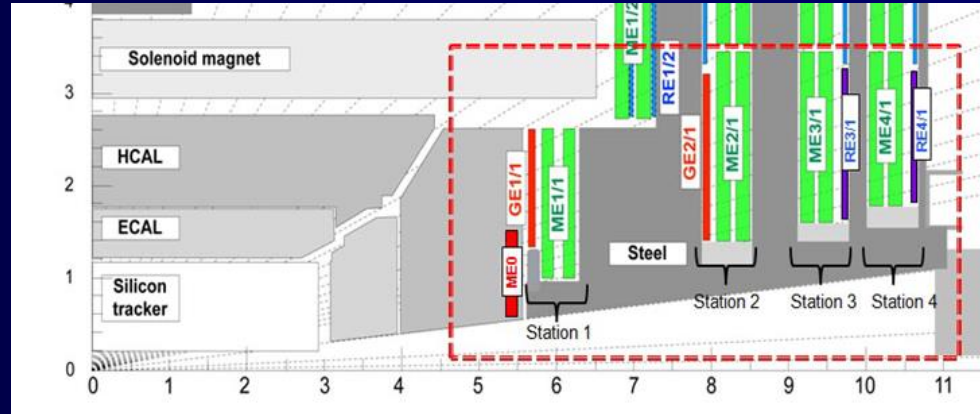 4
ME1/2
Solenoid magnet
RE1/2
3
HCAL
GE1/1
ME1/1
GE2/1
ME2/1
ME3/1
RE3/1
ME4/1
RE4/1
2
ECAL
ME0
Steel
1
Silicon
tracker
Station 1
Station 2
Station 3
Station 4
0
0 1 2 3 4 5 6 7 8 9 10 11